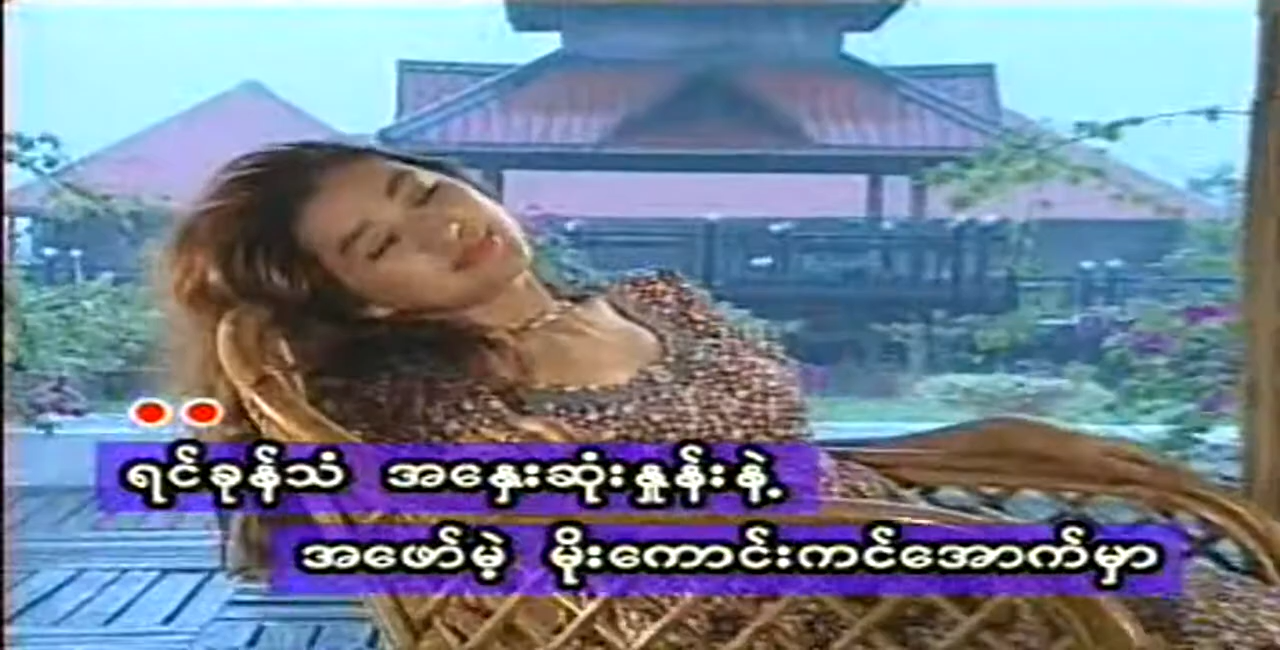 ရင်ခုန်သံ အနှေးဆုံးနှုန်းနဲ့
အဖော်မဲ့ မိုးကောင်းကင်အောက်မှာ